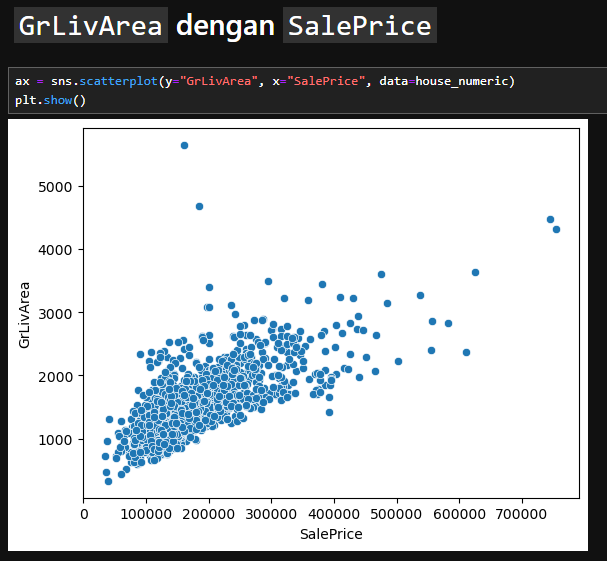 GrLivArea dengan SalePrice
ax = sns.scatterplot(y="GrLivArea", x="SalePrice", data=house_numeric)
plt.show()
5000
4000
3000
2000
1000
GrLivArea
0 100000 200000 300000 400000 500000 600000 700000
SalePrice